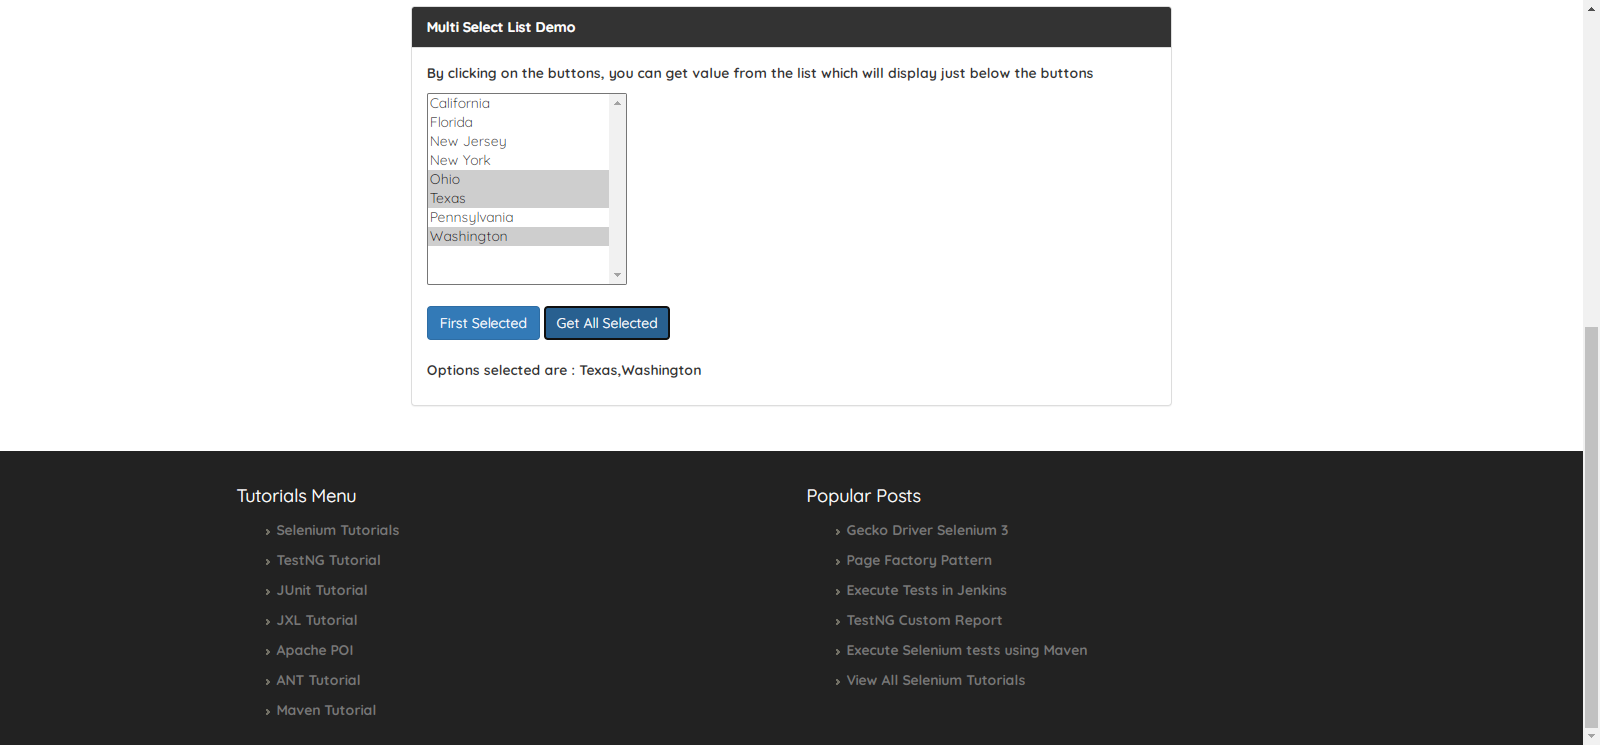 Multi Select List Demo
By clicking on the buttons, you can get value from the list which will display just below the buttons
California
Florida
New Jersey
New York
Ohio
Texas
Pennsylvania
Washington
First Selected Get All Selected
Options selected are : Texas,Washington
Tutorials Menu
Selenium Tutorials
TestNG Tutorial
JUnit Tutorial
JXL Tutorial
Apache POI
ANT Tutorial
Maven Tutorial
Popular Posts
Gecko Driver Selenium 3
Page Factory Pattern
Execute Tests in Jenkins
TestNG Custom Report
Execute Selenium tests using Maven
View All Selenium Tutorials